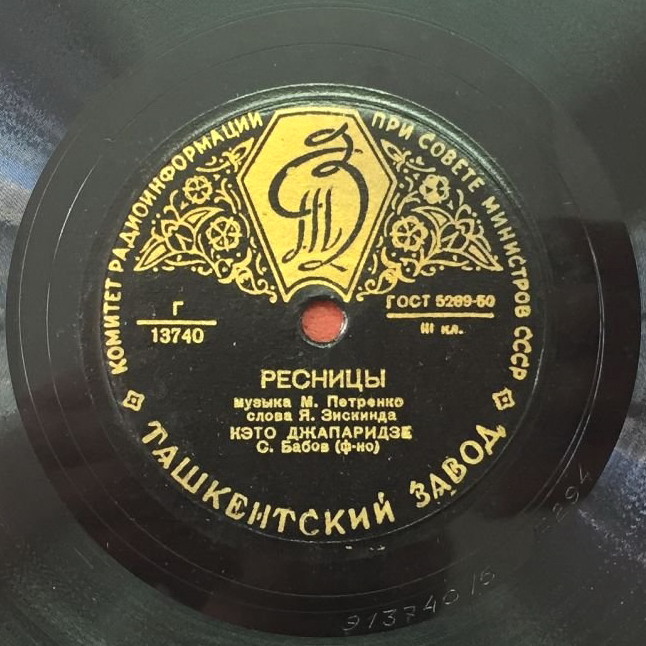 КОМИТЕТ РАДИОИНФОРМАЦИИ ПРИ СОВЕТЕ МИНИСТРОВ СССР
Г
13740
ГОСТ 5289-50
III кл.
РЕСНИЦЫ
музыка М. Петренко
слова Я. Зискинда
КЭТО ДЖАПАРИДЗЕ
С. Бабов (ф-но)
ТАШКЕНТСКИЙ ЗАВОД